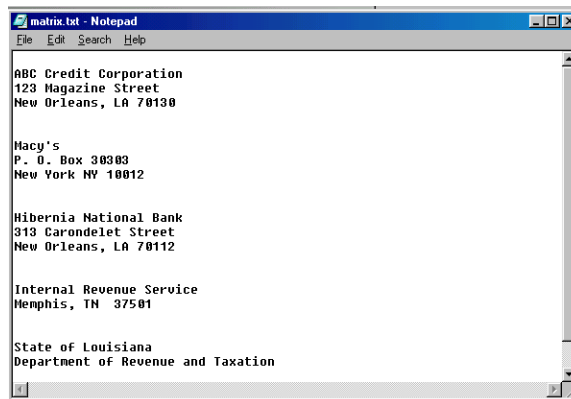 matrix.txt - Notepad
File Edit Search Help
ABC Credit Corporation
123 Magazine Street
New Orleans, LA 70130
Macy's
P. O. Box 30303
New York NY 10012
Hibernia National Bank
313 Carondelet Street
New Orleans, LA 70112
Internal Revenue Service
Memphis, TN  37501
State of Louisiana
Department of Revenue and Taxation